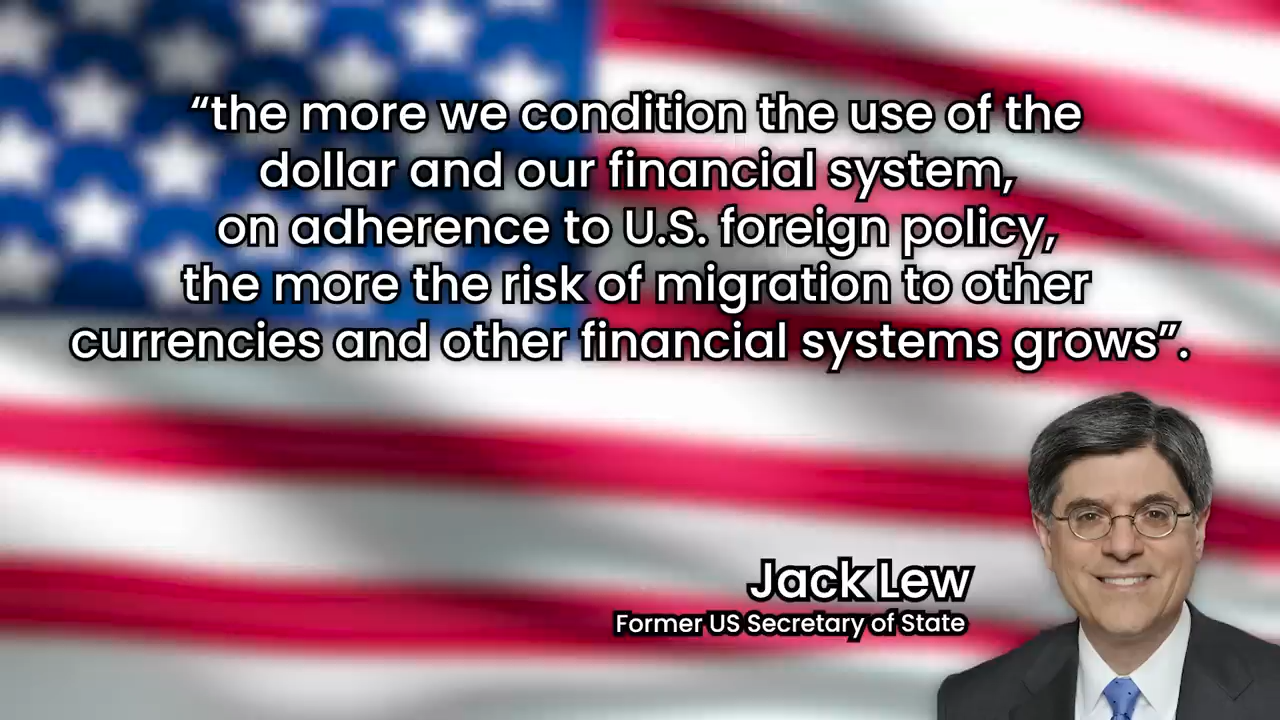 “the more we condition the use of the
dollar and our financial system,
on adherence to U.S. foreign policy,
the more the risk of migration to other
currencies and other financial systems grows”.
Jack Lew
Former US Secretary of State